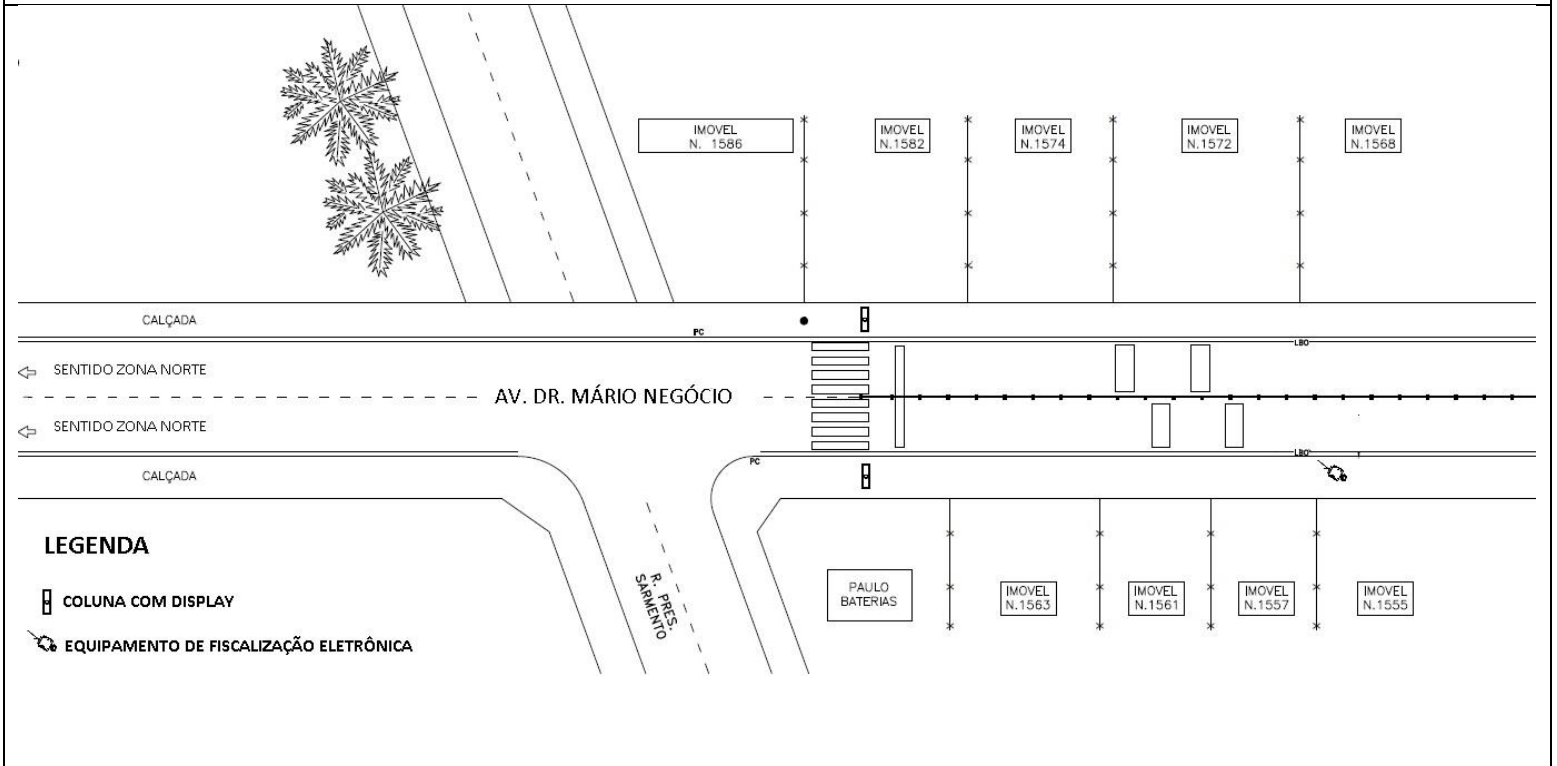 IMOVEL
N. 1586
IMOVEL
N.1582
IMOVEL
N.1574
IMOVEL
N.1572
IMOVEL
N.1568
CALÇADA
PC
LBO
SENTIDO ZONA NORTE
AV. DR. MÁRIO NEGÓCIO
SENTIDO ZONA NORTE
CALÇADA
PC
LBO
LEGENDA
COLUNA COM DISPLAY
EQUIPAMENTO DE FISCALIZAÇÃO ELETRÔNICA
R. PRES.
SARMENTO
PAULO
BATERIAS
IMOVEL
N.1563
IMOVEL
N.1561
IMOVEL
N.1557
IMOVEL
N.1555